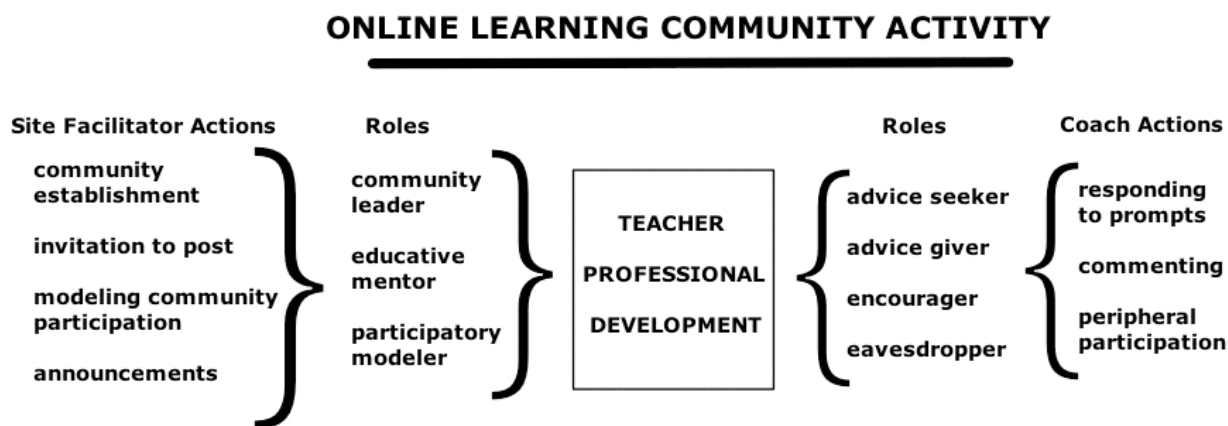 ONLINE LEARNING COMMUNITY ACTIVITY
Site Facilitator Actions
community
establishment
invitation to post
modeling community
participation
announcements
Roles
community
leader
educative
mentor
participatory
modeler
TEACHER
PROFESSIONAL
DEVELOPMENT
Roles
advice seeker
advice giver
encourager
eavesdropper
Coach Actions
responding
to prompts
commenting
peripheral
participation